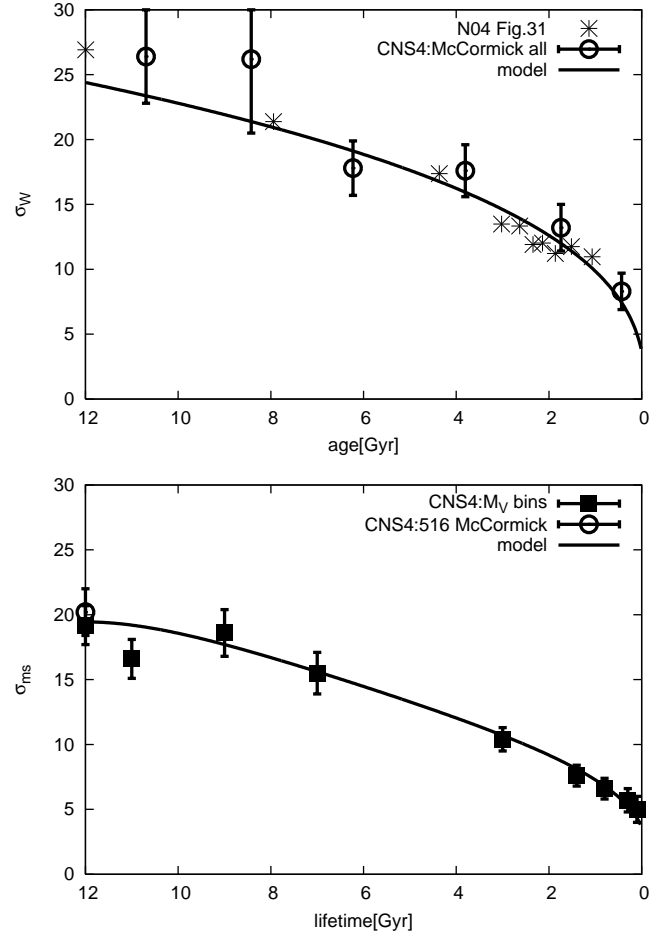 30
25
20
15
10
5
0
σW
N04 Fig.31
CNS4:McCormick all
model
12 10 8 6 4 2 0
age[Gyr]
30
25
20
15
10
5
0
σms
CNS4:MV bins
CNS4:516 McCormick
model
12 10 8 6 4 2 0
lifetime[Gyr]